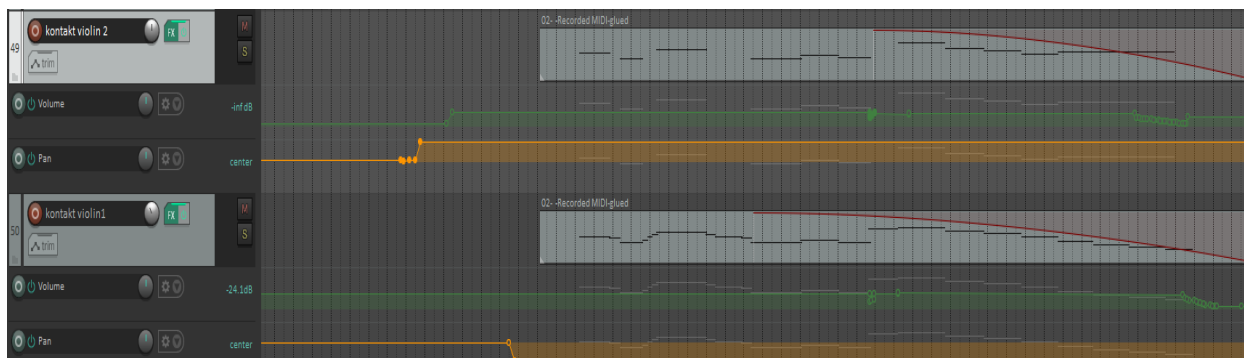 02- -Recorded MIDI-glued
49
kontakt violin 2
FX
M
S
trim
Volume
-inf dB
Pan
center
02- -Recorded MIDI-glued
50
kontakt violin1
FX
M
S
trim
Volume
-24.1dB
Pan
center